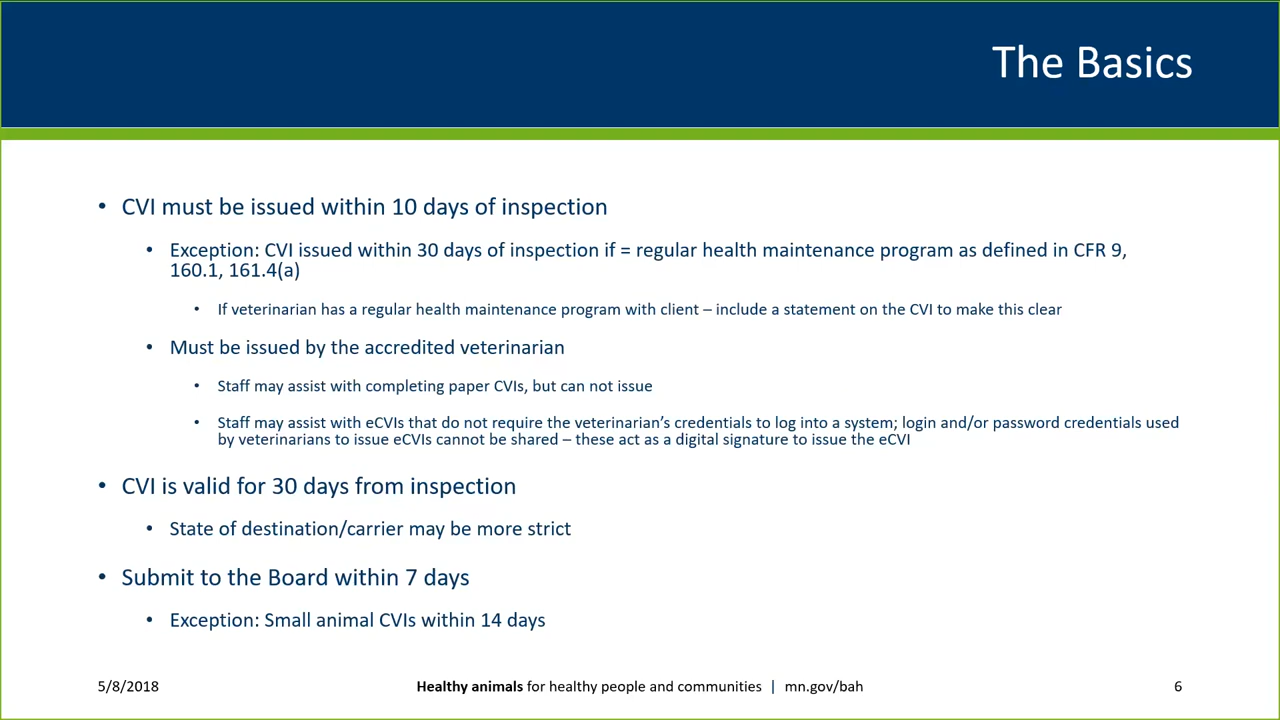 The Basics
• CVI must be issued within 10 days of inspection
• Exception: CVI issued within 30 days of inspection if = regular health maintenance program as defined in CFR 9,
160.1, 161.4(a)
• If veterinarian has a regular health maintenance program with client – include a statement on the CVI to make this clear
• Must be issued by the accredited veterinarian
• Staff may assist with completing paper CVIs, but can not issue
• Staff may assist with eCVIs that do not require the veterinarian’s credentials to log into a system; login and/or password credentials used
by veterinarians to issue eCVIs cannot be shared – these act as a digital signature to issue the eCVI
• CVI is valid for 30 days from inspection
• State of destination/carrier may be more strict
• Submit to the Board within 7 days
• Exception: Small animal CVIs within 14 days
5/8/2018 Healthy animals for healthy people and communities | mn.gov/bah 6